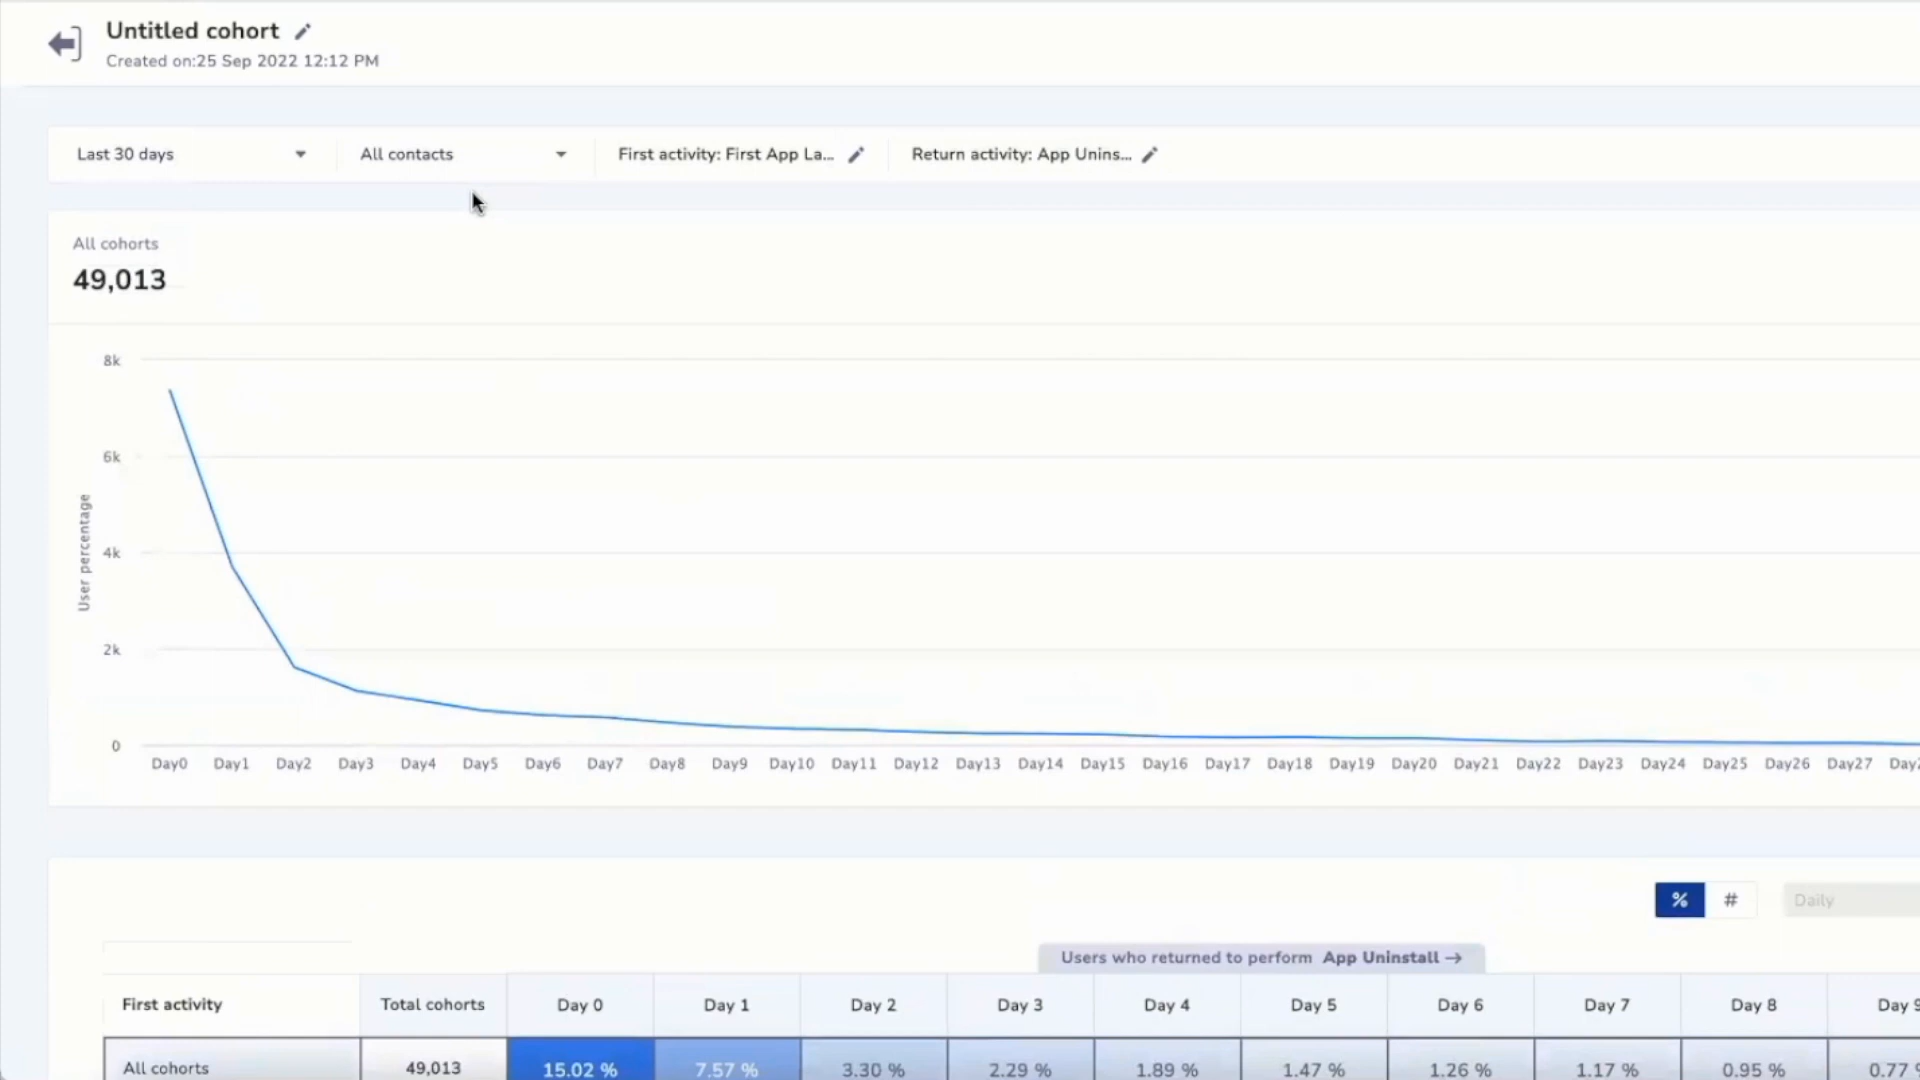 Untitled cohort
Created on:25 Sep 2022 12:12 PM
Last 30 days
All contacts
First activity: First App La...
Return activity: App Unins...
All cohorts
49,013
8k
6k
4k
2k
0
User percentage
Day0 Day1 Day2 Day3 Day4 Day5 Day6 Day7 Day8 Day9 Day10 Day11 Day12 Day13 Day14 Day15 Day16 Day17 Day18 Day19 Day20 Day21 Day22 Day23 Day24 Day25 Day26 Day27
% # Daily
Users who returned to perform App Uninstall →
First activity Total cohorts Day 0 Day 1 Day 2 Day 3 Day 4 Day 5 Day 6 Day 7 Day 8 Day 9
All cohorts 49,013 15.02 % 7.57 % 3.30 % 2.29 % 1.89 % 1.47 % 1.26 % 1.17 % 0.95 % 0.77 %